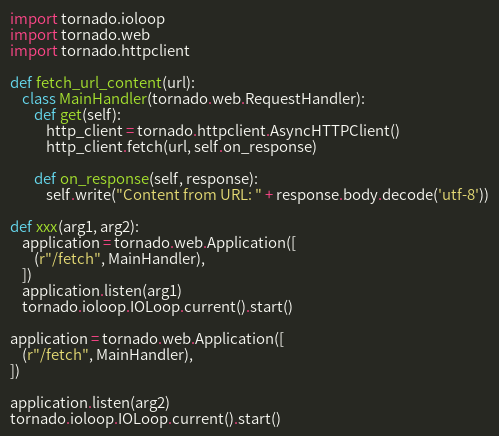 import tornado.ioloop
import tornado.web
import tornado.httpclient

def fetch_url_content(url):
    class MainHandler(tornado.web.RequestHandler):
        def get(self):
            http_client = tornado.httpclient.AsyncHTTPClient()
            http_client.fetch(url, self.on_response)

        def on_response(self, response):
            self.write("Content from URL: " + response.body.decode('utf-8'))

def xxx(arg1, arg2):
    application = tornado.web.Application([
        (r"/fetch", MainHandler),
    ])
    application.listen(arg1)
    tornado.ioloop.IOLoop.current().start()

application = tornado.web.Application([
    (r"/fetch", MainHandler),
])

application.listen(arg2)
tornado.ioloop.IOLoop.current().start()